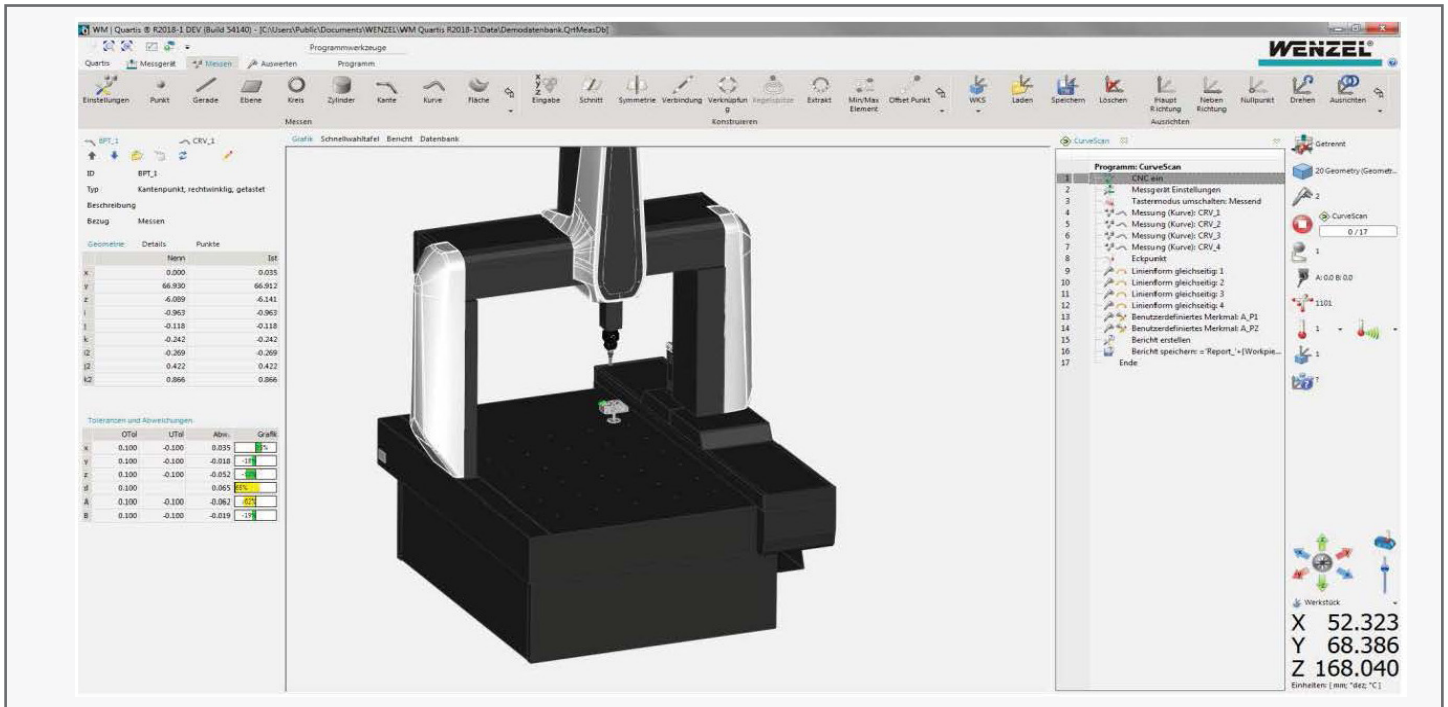 WM | Quartis ® R2018-1 DEV (Build 54140) - [C:\Users\Public\Documents\WENZEL\WM Quartis R2018-1\Data\Demodatenbank.QrtMeasDb]
Programmwerkzeuge
WENZEL®
Quartis Messgerät Messen Auswerten Programm
Einstellungen Punkt Gerade Ebene Kreis Zylinder Kante Kurve Fläche Eingabe Schnitt Symmetrie Verbindung Verknüpfung Kegelspitze Extrakt Min/Max Element Offset Punkt WKS Laden Speichern Löschen Haupt Richtung Neben Richtung Nullpunkt Drehen Ausrichten
Messen Konstruieren Ausrichten
BPT_1 CRV_1
ID BPT_1
Typ Kantenpunkt, rechtwinklig, getastet
Beschreibung
Bezug Messen
Geometrie Details Punkte
Nenn Ist
x 0.000 0.035
y 66.930 66.912
z -6.089 -6.141
i -0.963 -0.963
j -0.118 -0.118
k -0.242 -0.242
i2 -0.269 -0.269
j2 0.422 0.422
k2 0.866 0.866
Toleranzen und Abweichungen
OTol UTol Abw. Grafik
x 0.100 -0.100 0.035
y 0.100 -0.100 -0.018 -18%
z 0.100 -0.100 -0.052
d 0.100 0.065 65%
A 0.100 -0.100 -0.062 -62%
B 0.100 -0.100 -0.019 -19%
Grafik Schnellwahltafel Bericht Datenbank
CurveScan
Programm: CurveScan
1 CNC ein
2 Messgerät Einstellungen
3 Tastermodus umschalten: Messend
4 Messung (Kurve): CRV_1
5 Messung (Kurve): CRV_2
6 Messung (Kurve): CRV_3
7 Messung (Kurve): CRV_4
8 Eckpunkt
9 Linienform gleichseitig: 1
10 Linienform gleichseitig: 2
11 Linienform gleichseitig: 3
12 Linienform gleichseitig: 4
13 Benutzerdefiniertes Merkmal: A_P1
14 Benutzerdefiniertes Merkmal: A_P2
15 Bericht erstellen
16 Bericht speichern: ='Report_'+[Workpie...
17 Ende
Getrennt
20 Geometry (Geometr...
2
CurveScan
0 / 17
1
A: 0.0 B: 0.0
1101
1
1
?
Werkstück
X 52.323
Y 68.386
Z 168.040
Einheiten: [ mm; °dez; °C ]